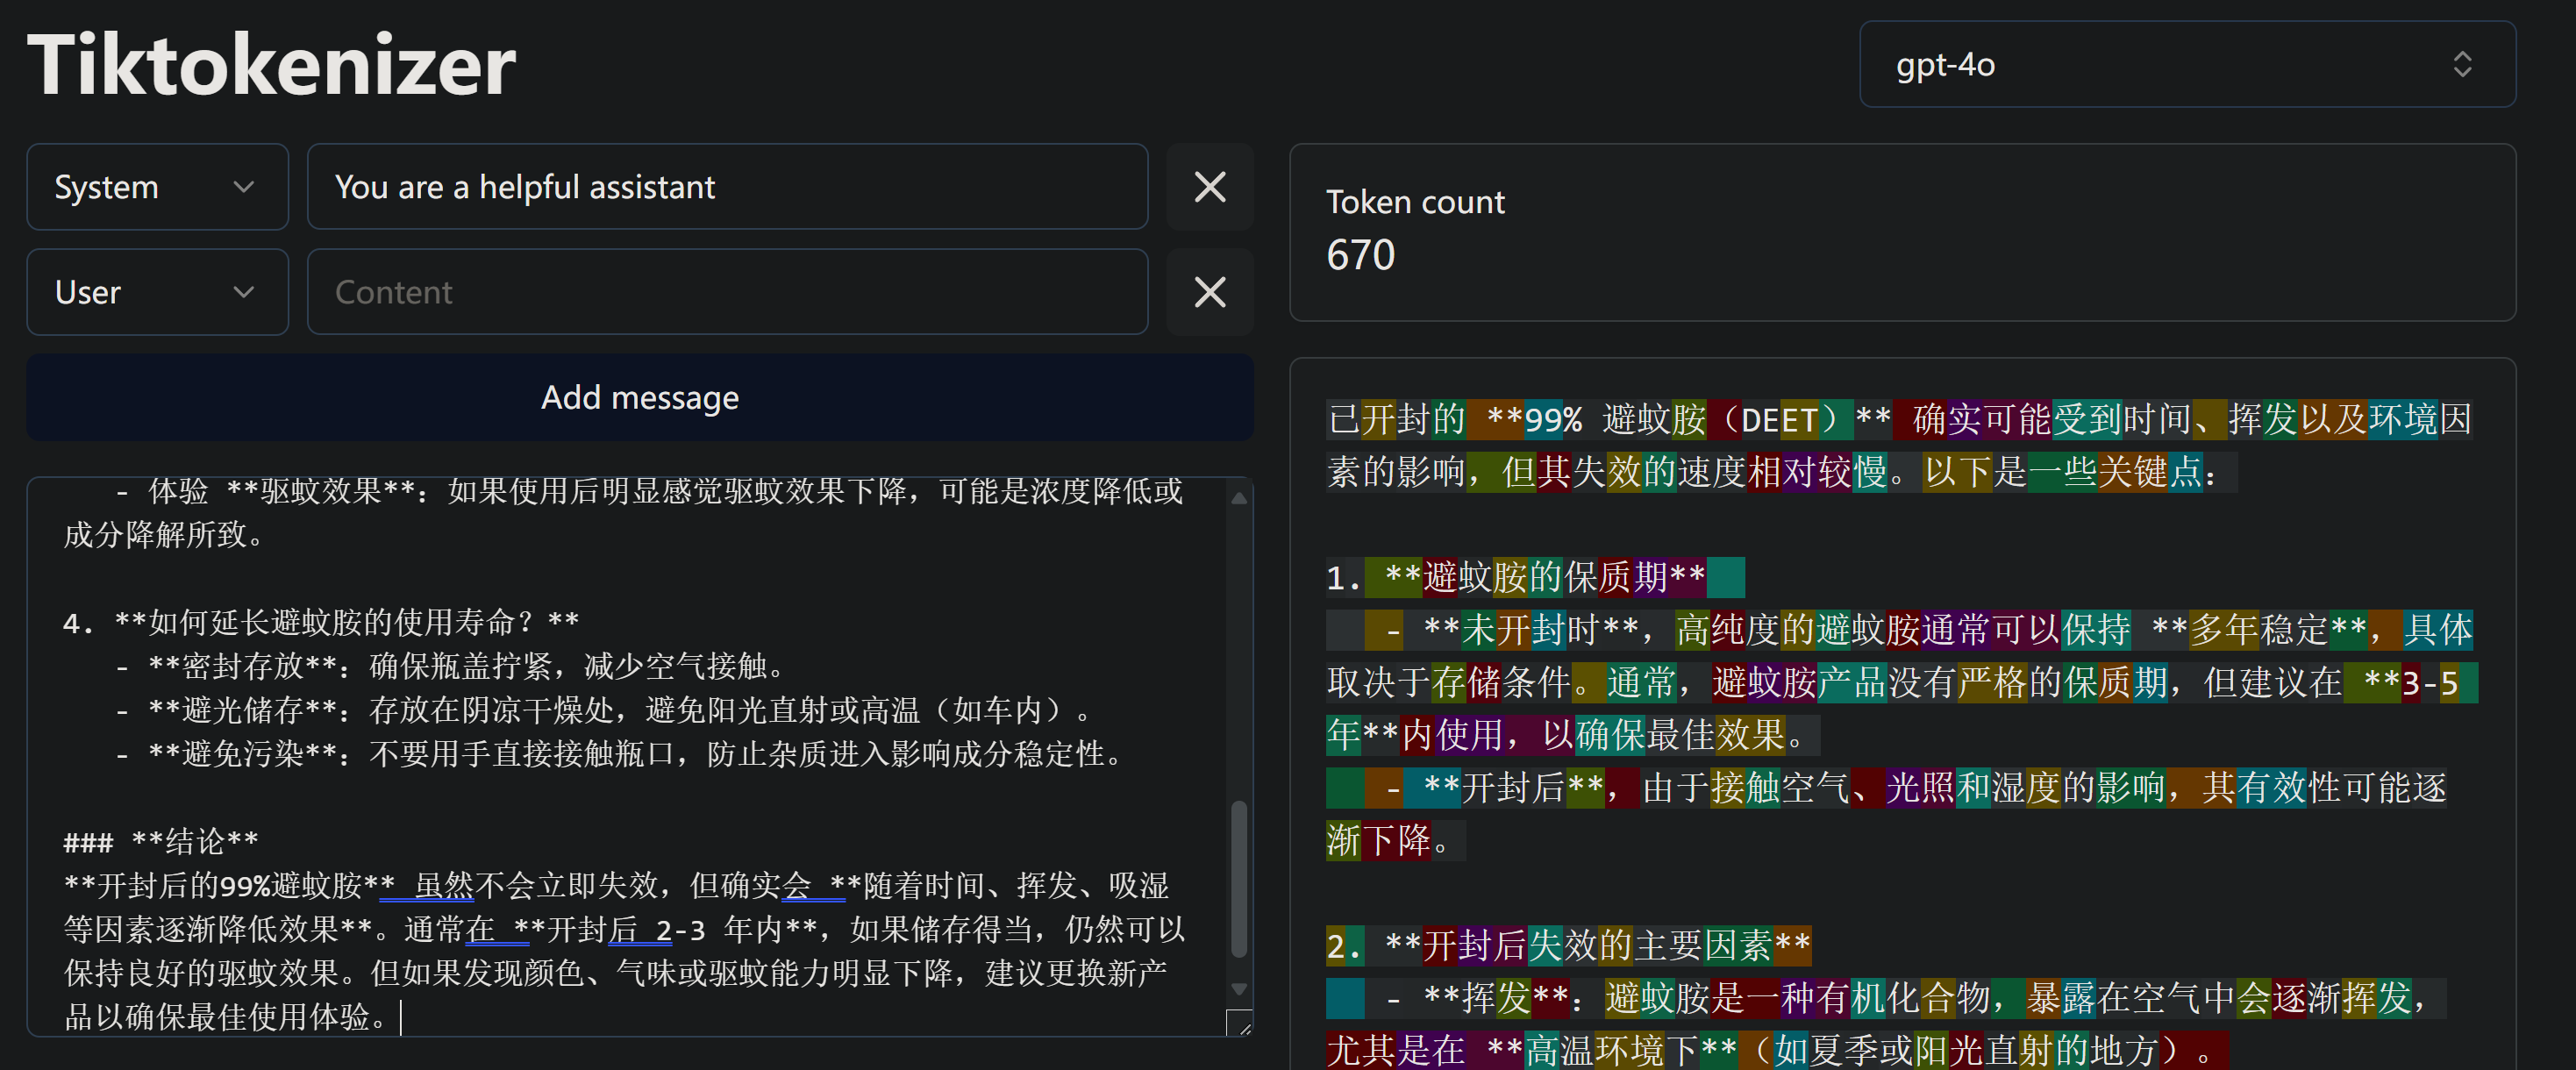 Tiktokenizer
gpt-4o
System
You are a helpful assistant
User
Content
Add message
- 体验 **驱蚊效果**：如果使用后明显感觉驱蚊效果下降，可能是浓度降低或
成分降解所致。
4. **如何延长避蚊胺的使用寿命？**
- **密封存放**：确保瓶盖拧紧，减少空气接触。
- **避光储存**：存放在阴凉干燥处，避免阳光直射或高温（如车内）。
- **避免污染**：不要用手直接接触瓶口，防止杂质进入影响成分稳定性。
### **结论**
**开封后的99%避蚊胺** 虽然不会立即失效，但确实会 **随着时间、挥发、吸湿
等因素逐渐降低效果**。通常在 **开封后 2-3 年内**，如果储存得当，仍然可以
保持良好的驱蚊效果。但如果发现颜色、气味或驱蚊能力明显下降，建议更换新产
品以确保最佳使用体验。
Token count
670
已开封的 **99% 避蚊胺（DEET）** 确实可能受到时间、挥发以及环境因
素的影响，但其失效的速度相对较慢。以下是一些关键点：
1. **避蚊胺的保质期**
- **未开封时**，高纯度的避蚊胺通常可以保持 **多年稳定**，具体
取决于存储条件。通常，避蚊胺产品没有严格的保质期，但建议在 **3-5
年**内使用，以确保最佳效果。
- **开封后**，由于接触空气、光照和湿度的影响，其有效性可能逐
渐下降。
2. **开封后失效的主要因素**
- **挥发**：避蚊胺是一种有机化合物，暴露在空气中会逐渐挥发，
尤其是在 **高温环境下**（如夏季或阳光直射的地方）。